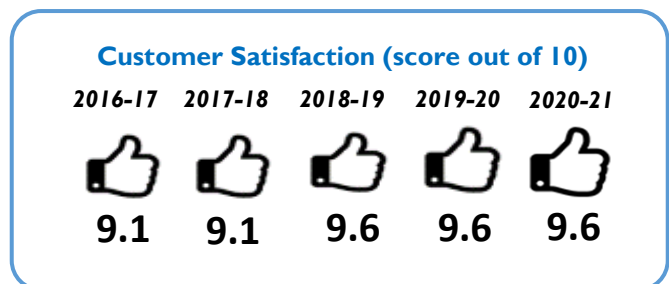 Customer Satisfaction (score out of 10)
2016-17 2017-18 2018-19 2019-20 2020-21
9.1 9.1 9.6 9.6 9.6